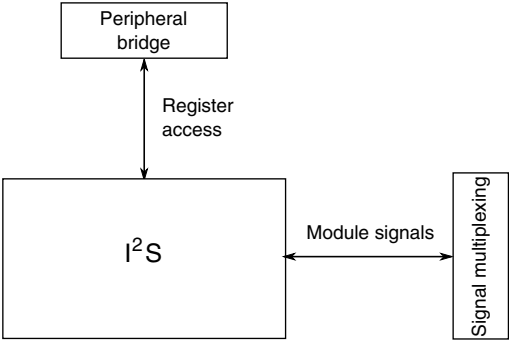 Peripheral
bridge
Register
access
I²S
Module signals
Signal multiplexing